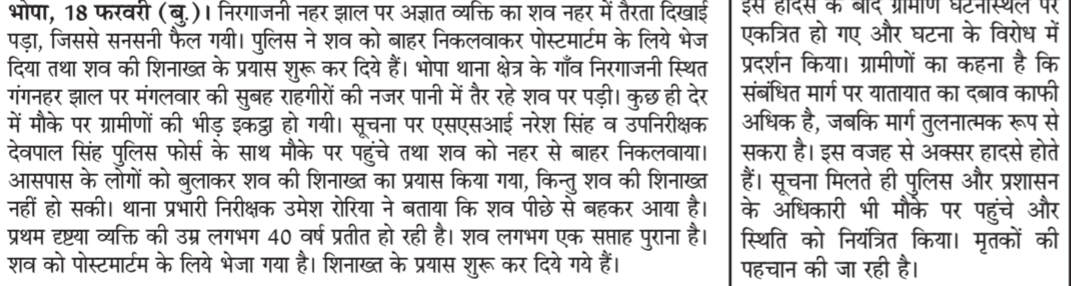 भोपा, 18 फरवरी (बु.)। निरगाजनी नहर झाल पर अज्ञात व्यक्ति का शव नहर में तैरता दिखाई
पड़ा, जिससे सनसनी फैल गयी। पुलिस ने शव को बाहर निकलवाकर पोस्टमार्टम के लिये भेज
दिया तथा शव की शिनाख्त के प्रयास शुरू कर दिये हैं। भोपा थाना क्षेत्र के गाँव निरगाजनी स्थित
गंगनहर झाल पर मंगलवार की सुबह राहगीरों की नजर पानी में तैर रहे शव पर पड़ी। कुछ ही देर
में मौके पर ग्रामीणों की भीड़ इकट्ठा हो गयी। सूचना पर एसएसआई नरेश सिंह व उपनिरीक्षक
देवपाल सिंह पुलिस फोर्स के साथ मौके पर पहुंचे तथा शव को नहर से बाहर निकलवाया।
आसपास के लोगों को बुलाकर शव की शिनाख्त का प्रयास किया गया, किन्तु शव की शिनाख्त
नहीं हो सकी। थाना प्रभारी निरीक्षक उमेश रोरिया ने बताया कि शव पीछे से बहकर आया है।
प्रथम दृष्टया व्यक्ति की उम्र लगभग 40 वर्ष प्रतीत हो रही है। शव लगभग एक सप्ताह पुराना है।
शव को पोस्टमार्टम के लिये भेजा गया है। शिनाख्त के प्रयास शुरू कर दिये गये हैं।
इस हादसे के बाद ग्रामीण घटनास्थल पर
एकत्रित हो गए और घटना के विरोध में
प्रदर्शन किया। ग्रामीणों का कहना है कि
संबंधित मार्ग पर यातायात का दबाव काफी
अधिक है, जबकि मार्ग तुलनात्मक रूप से
सकरा है। इस वजह से अक्सर हादसे होते
हैं। सूचना मिलते ही पुलिस और प्रशासन
के अधिकारी भी मौके पर पहुंचे और
स्थिति को नियंत्रित किया। मृतकों की
पहचान की जा रही है।